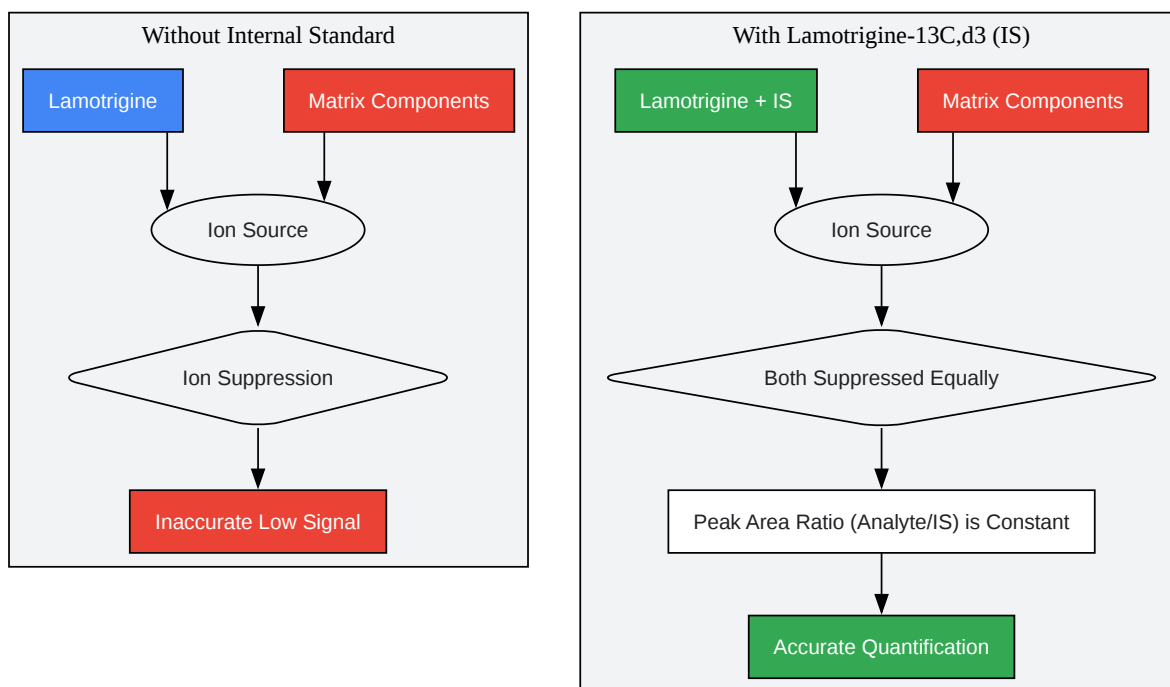 Without Internal Standard
Lamotrigine
Matrix Components
Ion Source
Ion Suppression
Inaccurate Low Signal
With Lamotrigine-13C,d3 (IS)
Lamotrigine + IS
Matrix Components
Ion Source
Both Suppressed Equally
Peak Area Ratio (Analyte/IS) is Constant
Accurate Quantification